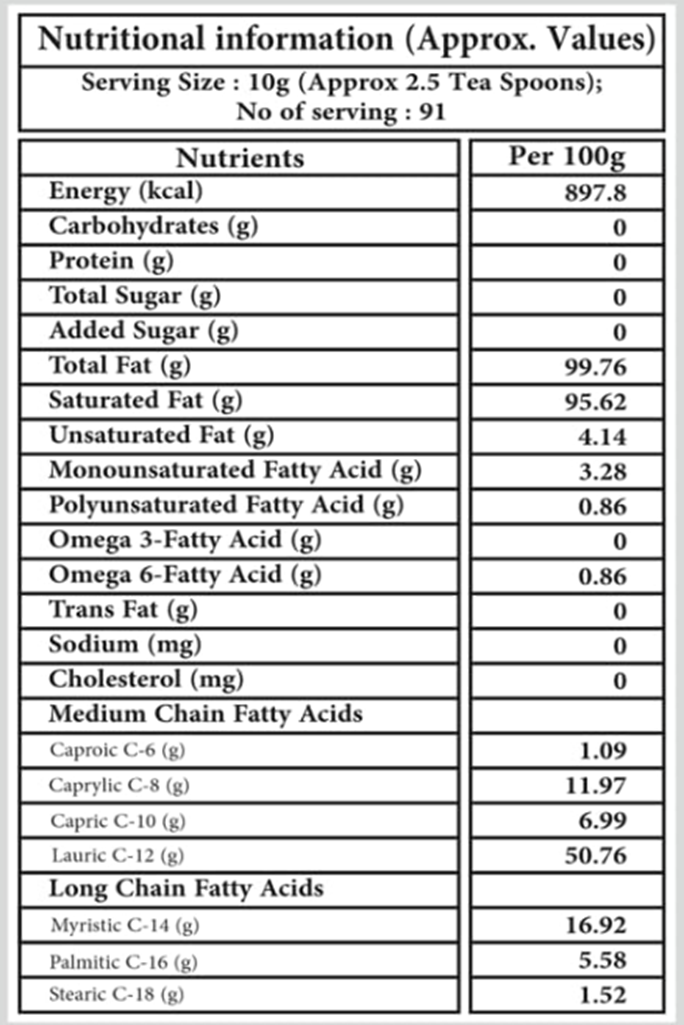 Nutritional information (Approx. Values)
Serving Size : 10g (Approx 2.5 Tea Spoons);
No of serving : 91
Nutrients Per 100g
Energy (kcal) 897.8
Carbohydrates (g) 0
Protein (g) 0
Total Sugar (g) 0
Added Sugar (g) 0
Total Fat (g) 99.76
Saturated Fat (g) 95.62
Unsaturated Fat (g) 4.14
Monounsaturated Fatty Acid (g) 3.28
Polyunsaturated Fatty Acid (g) 0.86
Omega 3-Fatty Acid (g) 0
Omega 6-Fatty Acid (g) 0.86
Trans Fat (g) 0
Sodium (mg) 0
Cholesterol (mg) 0
Medium Chain Fatty Acids
Caproic C-6 (g) 1.09
Caprylic C-8 (g) 11.97
Capric C-10 (g) 6.99
Lauric C-12 (g) 50.76
Long Chain Fatty Acids
Myristic C-14 (g) 16.92
Palmitic C-16 (g) 5.58
Stearic C-18 (g) 1.52